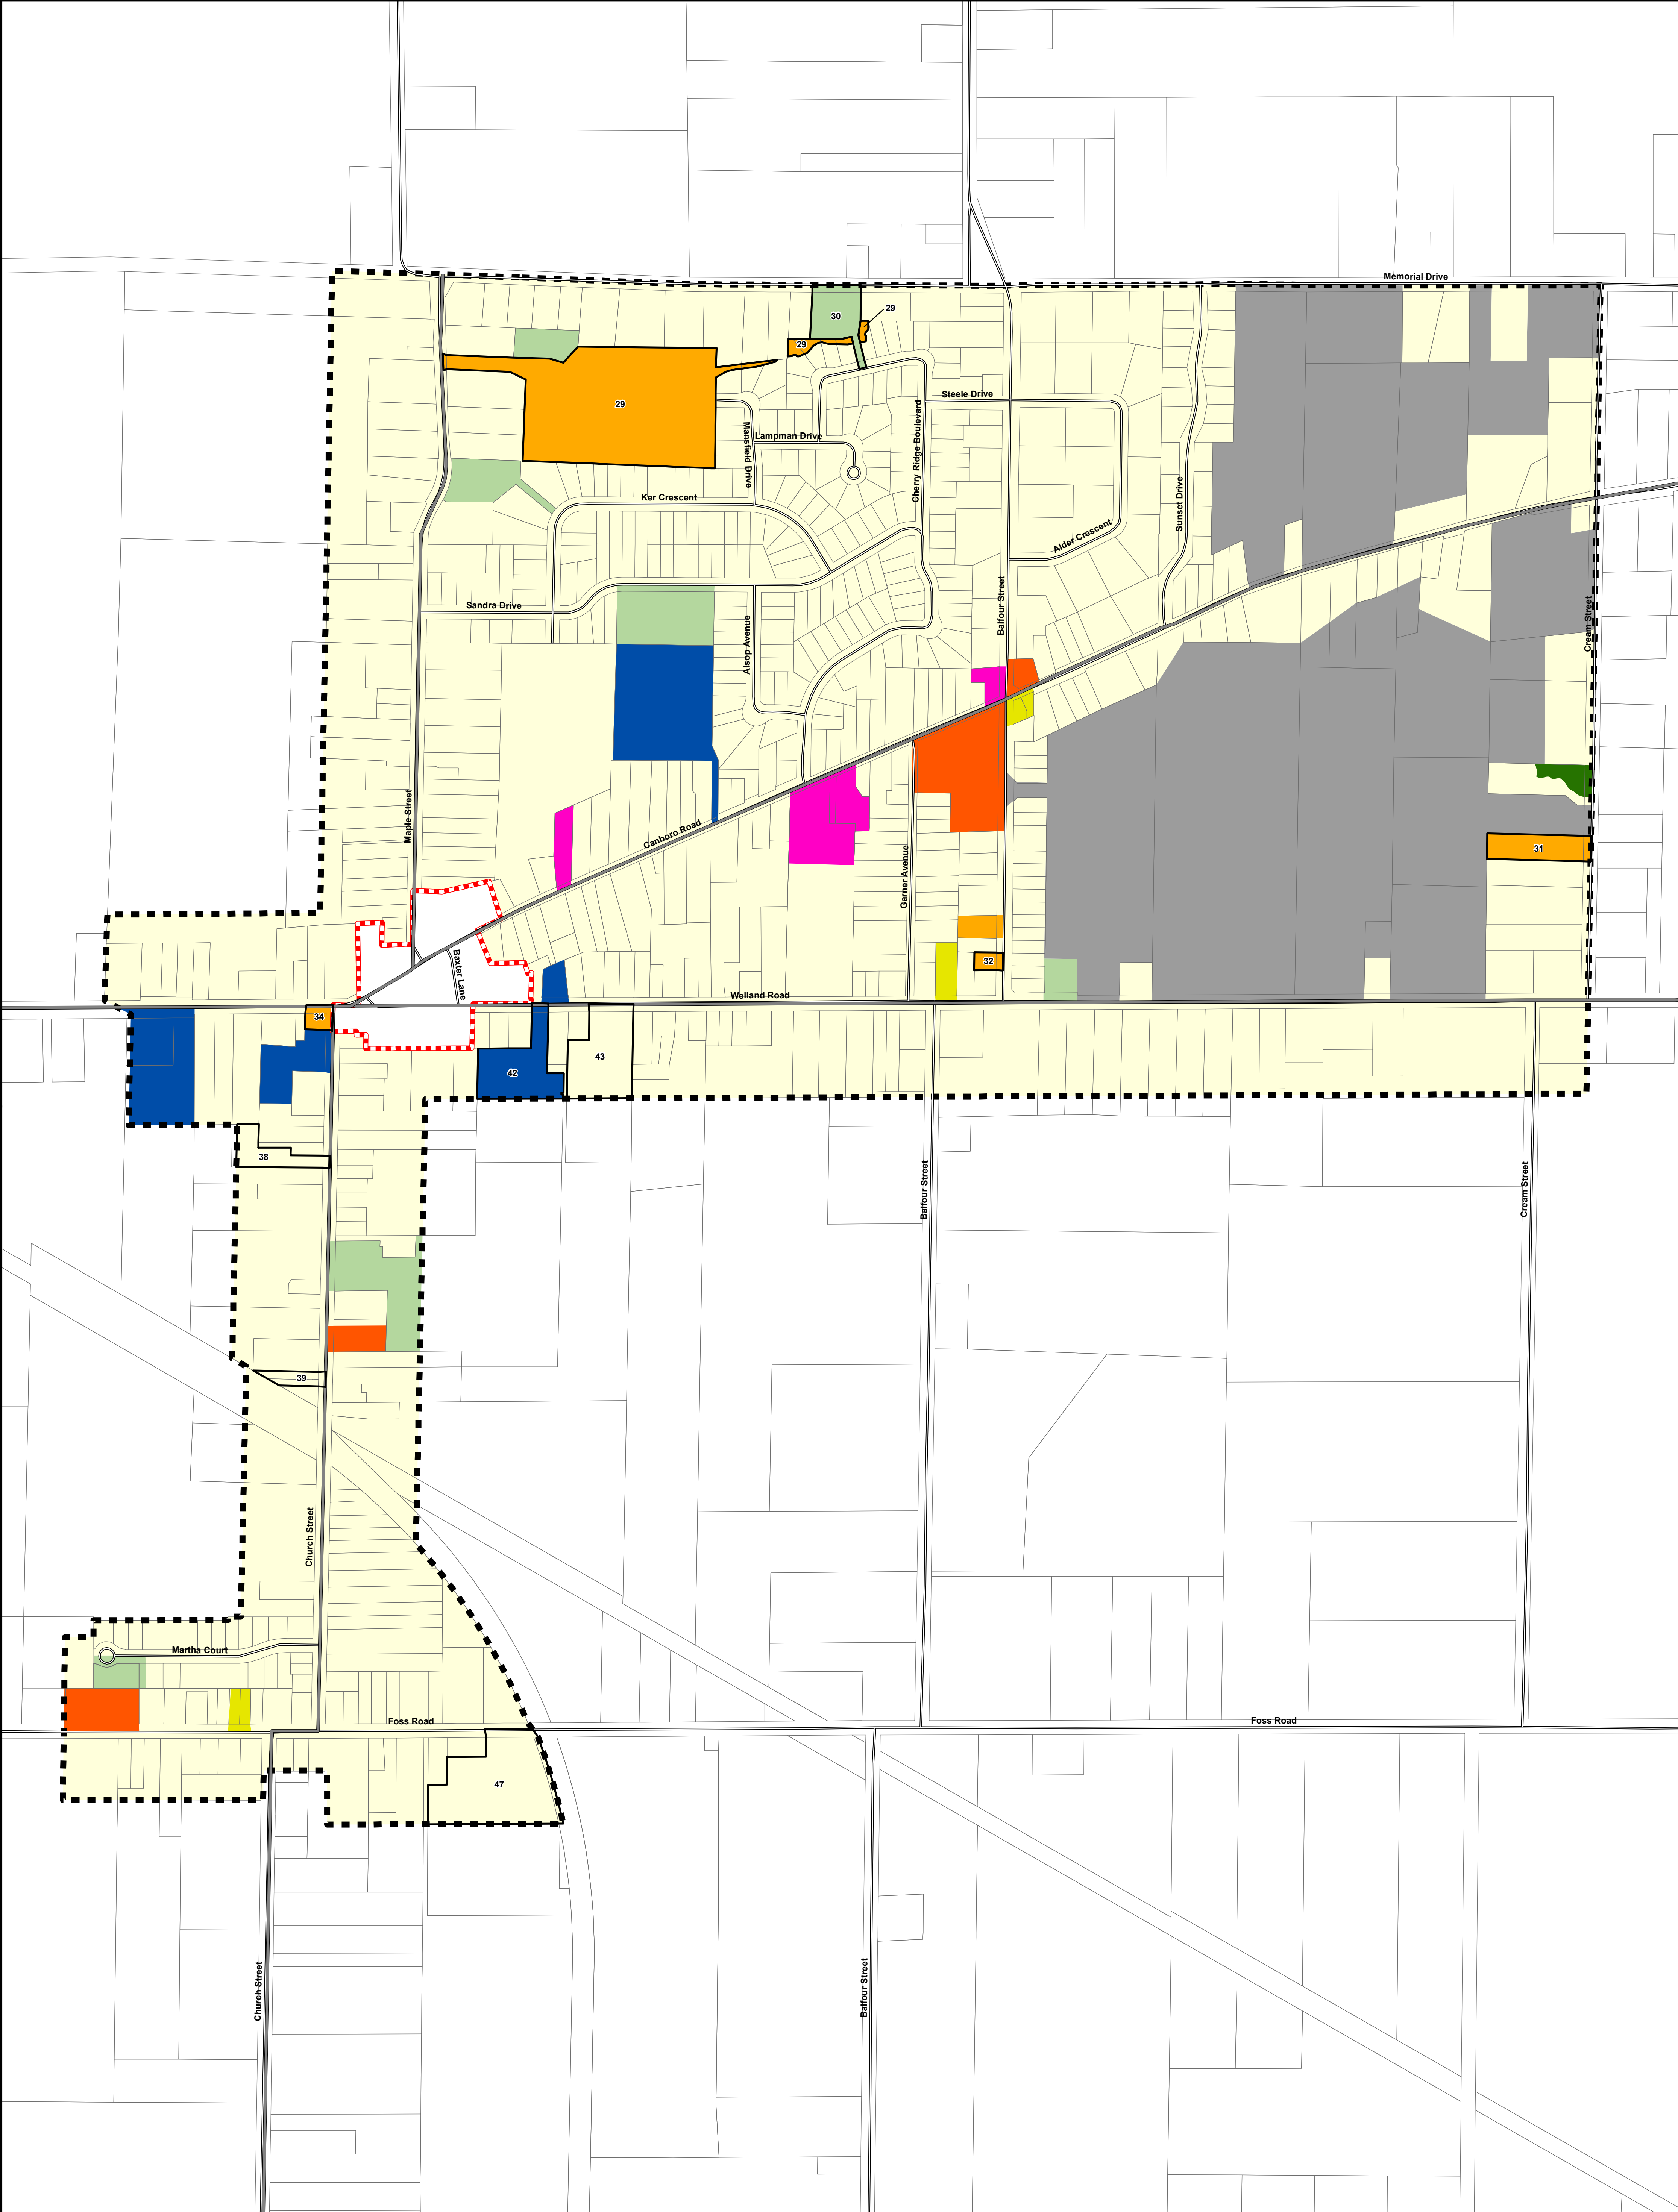 Memorial Drive
29
30
29
Steele Drive
29
Lampman Drive
Mansfield Drive
Cherry Ridge Boulevard
Ker Crescent
Sunset Drive
Alder Crescent
Sandra Drive
Balfour Street
Cream Street
Alsop Avenue
Maple Street
Canboro Road
31
Garner Avenue
32
Baxter Lane
Welland Road
34
43
42
38
Balfour Street
Cream Street
39
Church Street
Martha Court
Foss Road
Foss Road
47
Church Street
Balfour Street